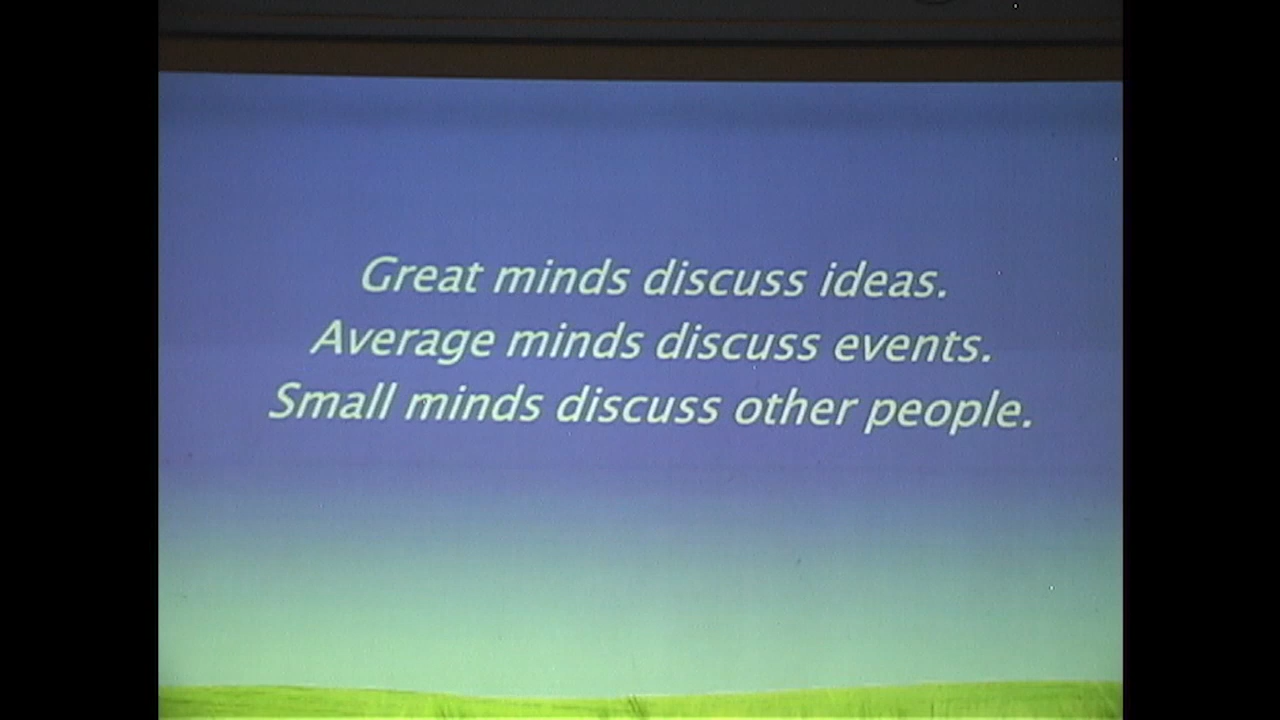 Great minds discuss ideas.
Average minds discuss events.
Small minds discuss other people.